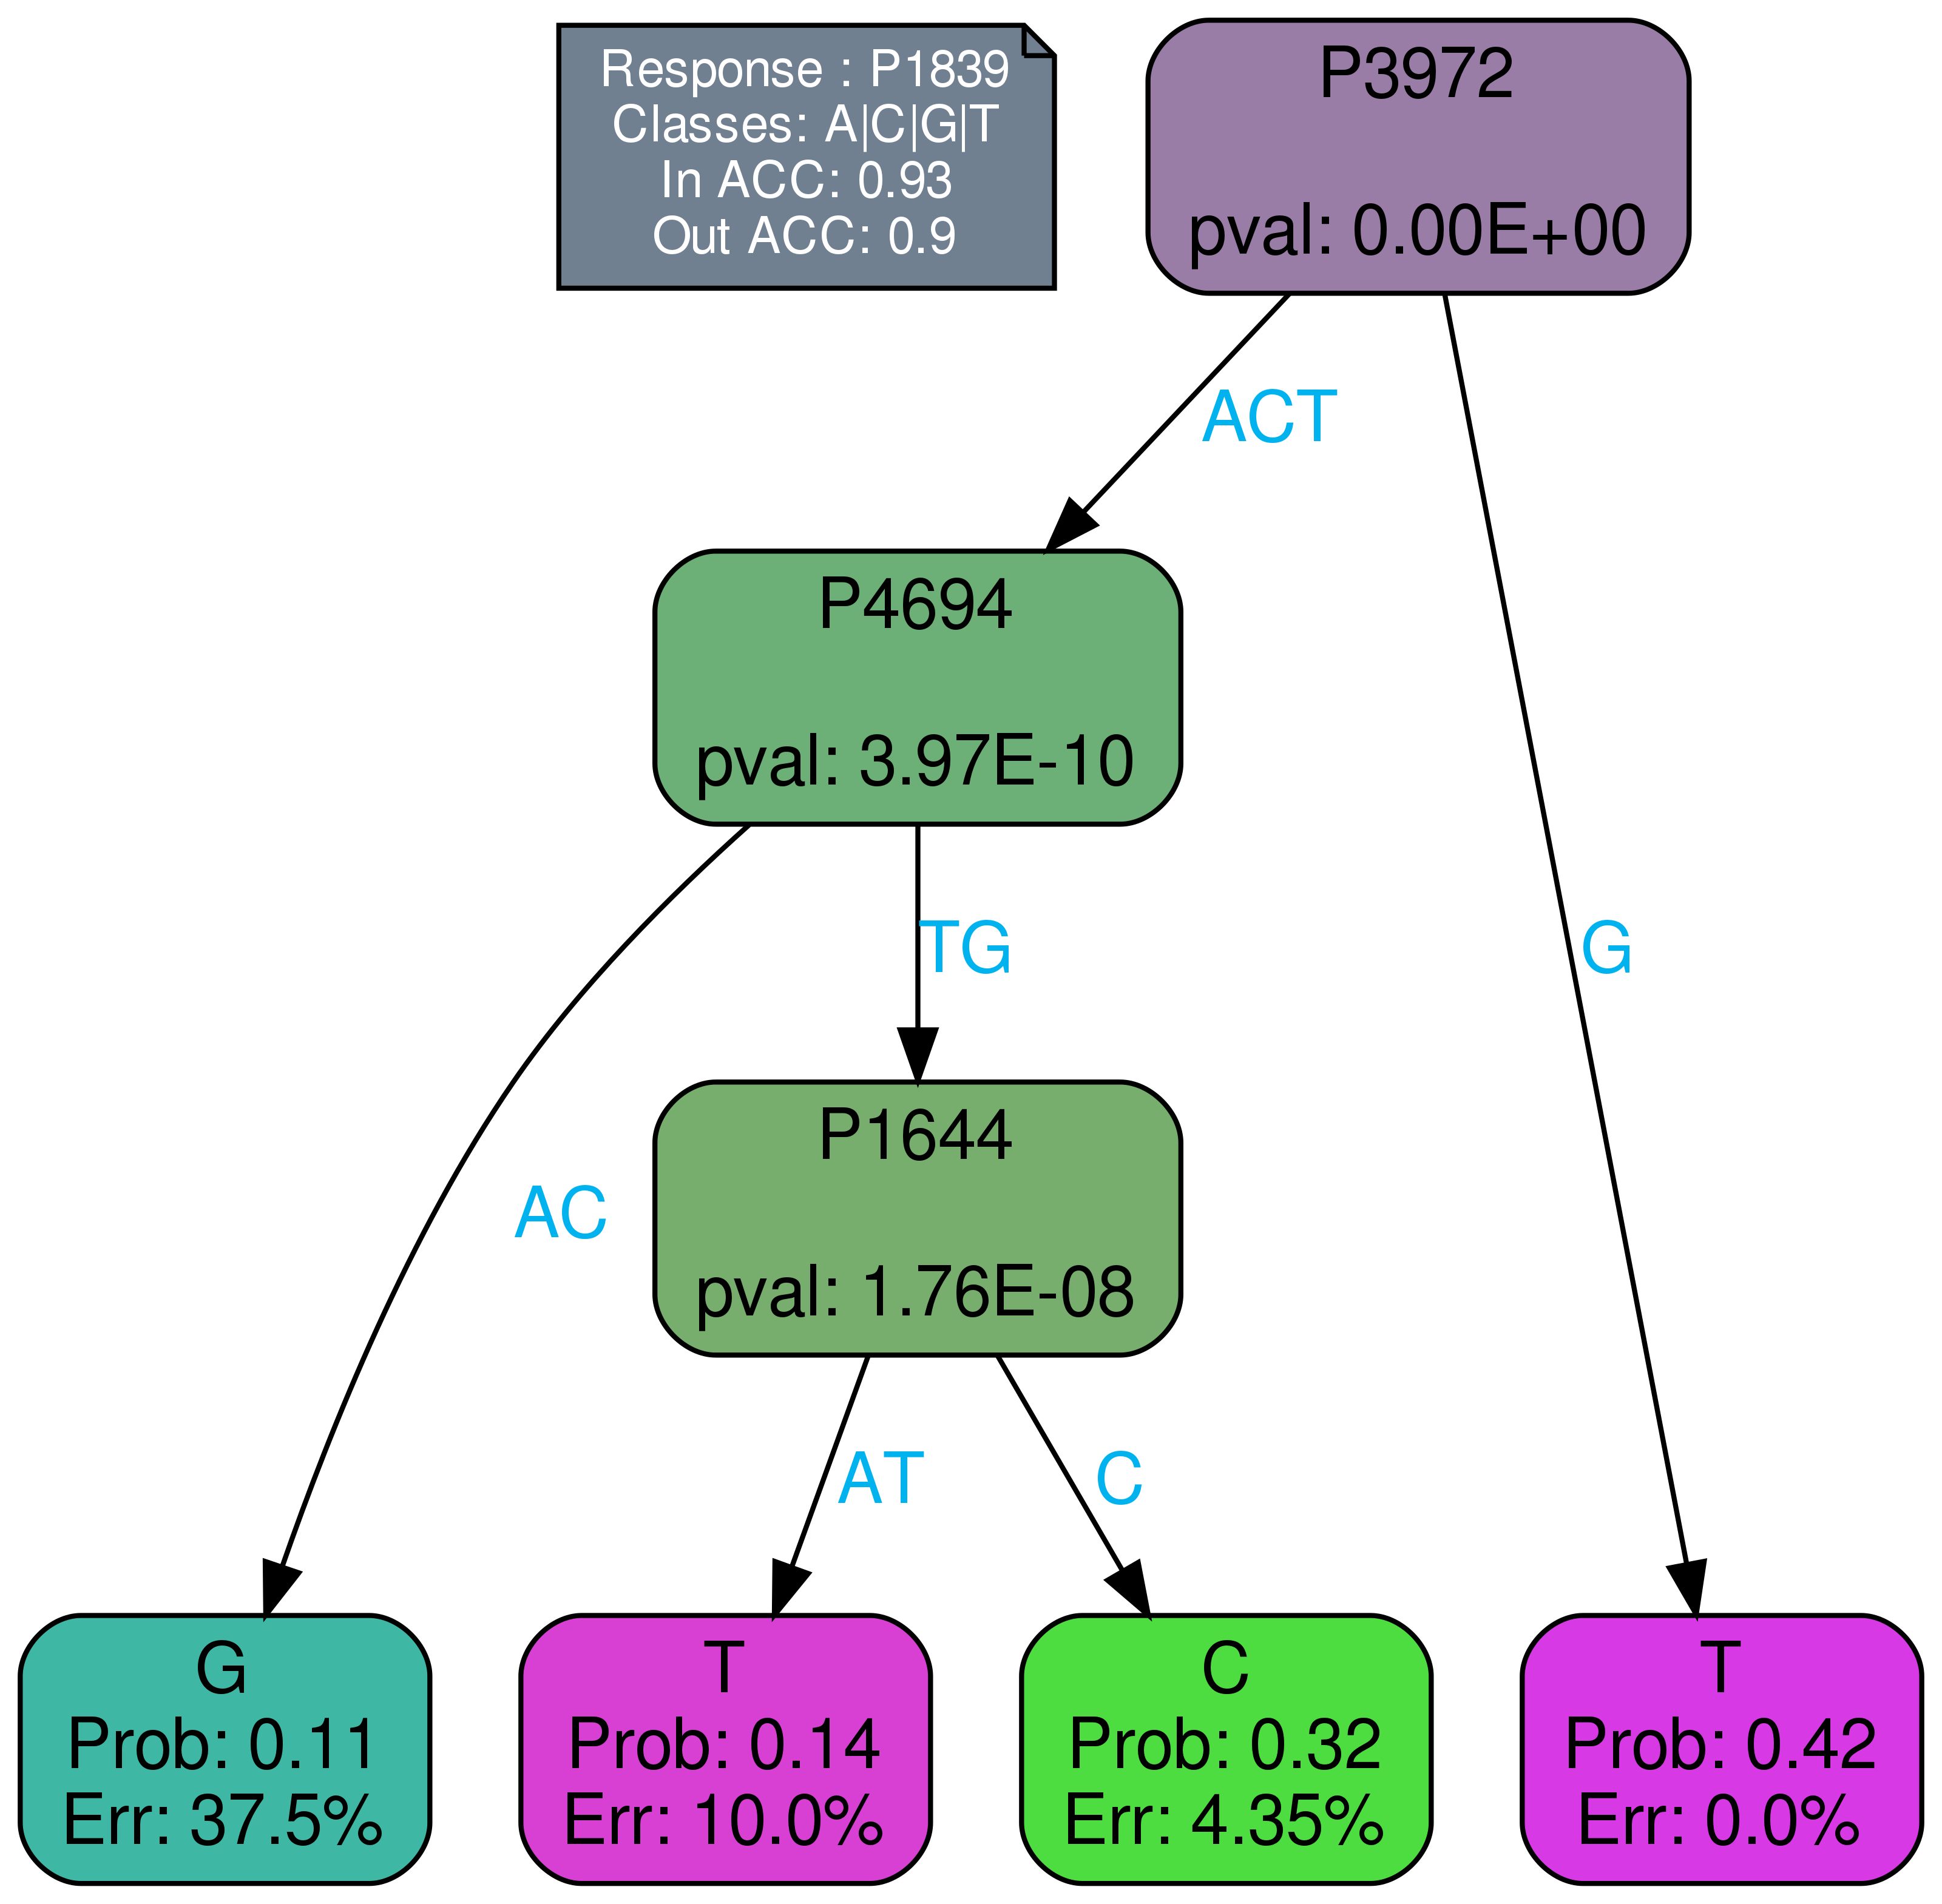 Response : P1839
Classes: A|C|G|T
In ACC: 0.93
Out ACC: 0.9
P3972
pval: 0.00E+00
ACT
P4694
pval: 3.97E-10
TG
G
P1644
pval: 1.76E-08
AC
AT
C
G
Prob: 0.11
Err: 37.5%
T
Prob: 0.14
Err: 10.0%
C
Prob: 0.32
Err: 4.35%
T
Prob: 0.42
Err: 0.0%